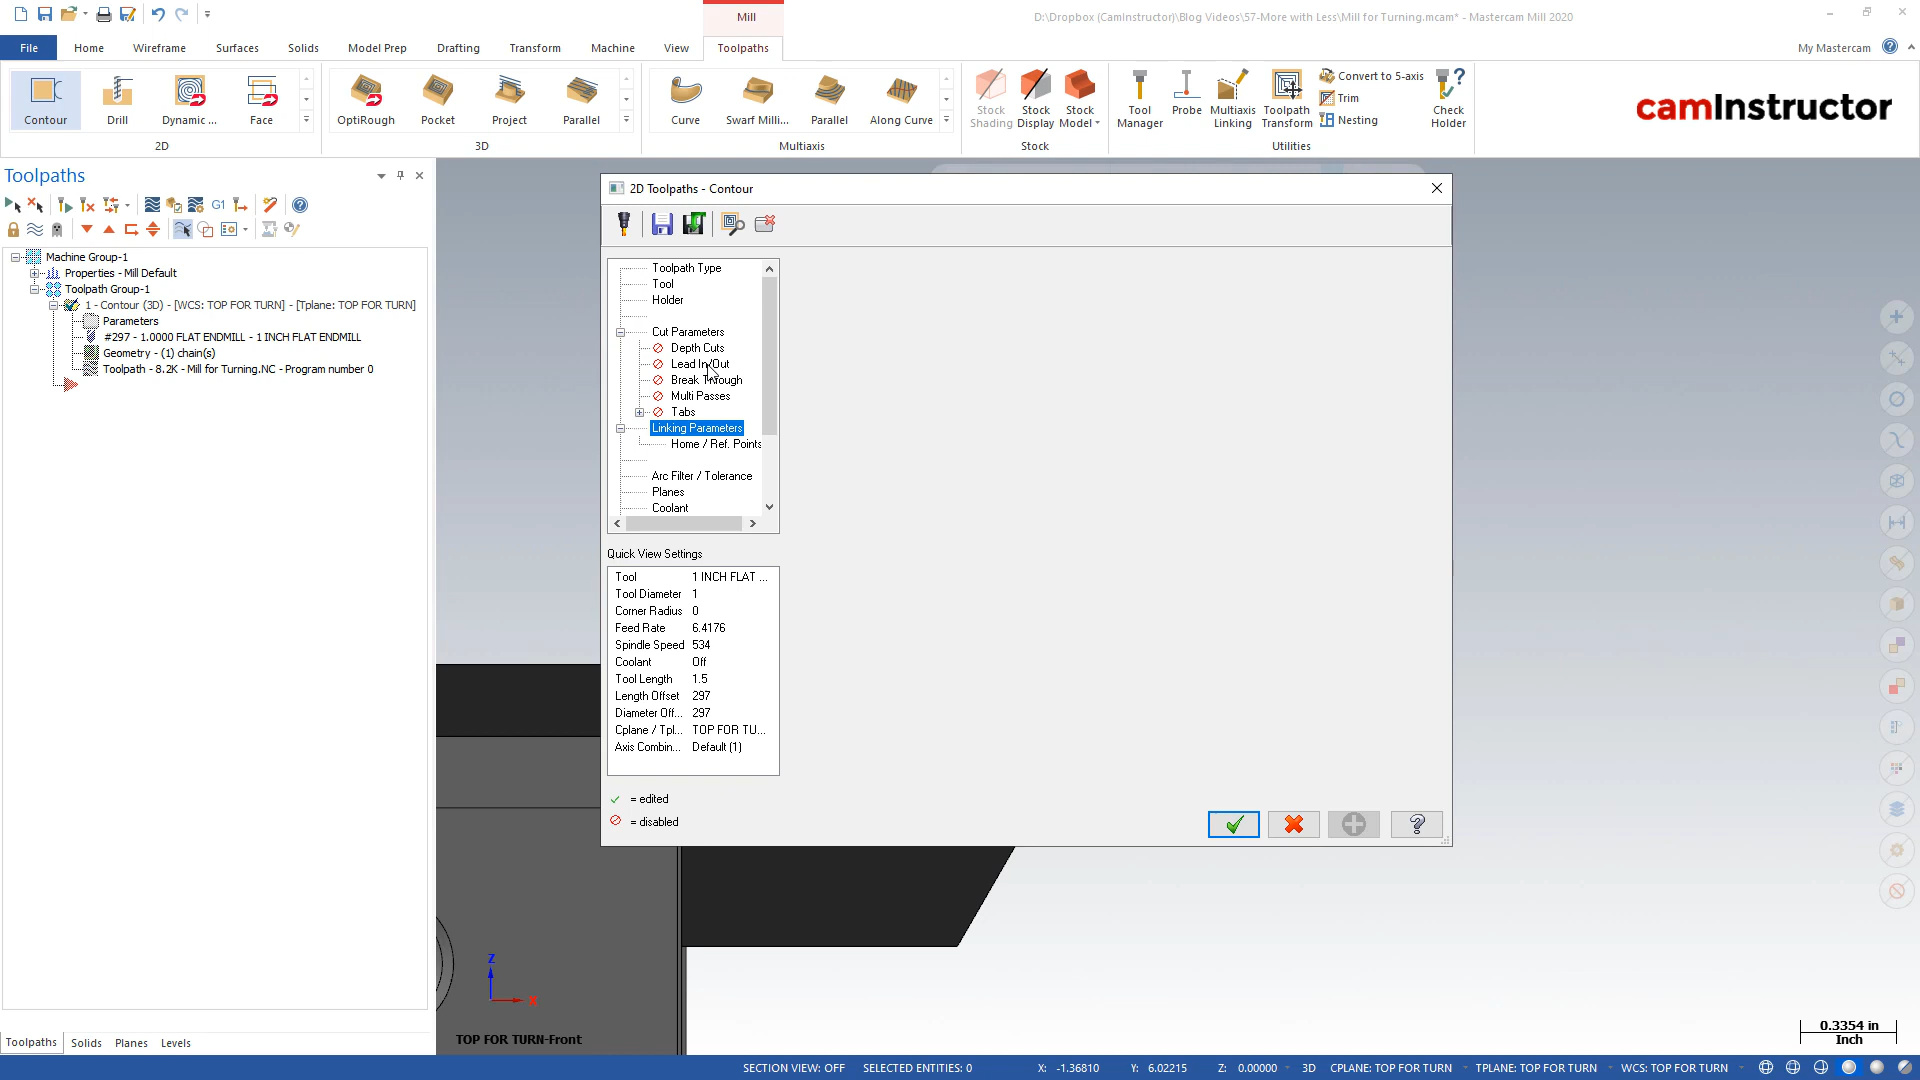 Mill
D:\Dropbox (CamInstructor)\Blog Videos\57-More with Less\Mill for Turning.mcam* - Mastercam Mill 2020
File
Home
Wireframe
Surfaces
Solids
Model Prep
Drafting
Transform
Machine
View
Toolpaths
My Mastercam
Contour
Drill
Dynamic ...
Face
2D
OptiRough
Pocket
Project
Parallel
3D
Curve
Swarf Milli...
Parallel
Along Curve
Multiaxis
Stock Shading
Stock Display
Stock Model
Stock
Tool Manager
Probe
Multiaxis Linking
Toolpath Transform
Convert to 5-axis
Trim
Nesting
Check Holder
Utilities
camInstructor
Toolpaths
G1
Machine Group-1
Properties - Mill Default
Toolpath Group-1
1 - Contour (3D) - [WCS: TOP FOR TURN] - [Tplane: TOP FOR TURN]
Parameters
#297 - 1.0000 FLAT ENDMILL - 1 INCH FLAT ENDMILL
Geometry - (1) chain(s)
Toolpath - 8.2K - Mill for Turning.NC - Program number 0
2D Toolpaths - Contour
Toolpath Type
Tool
Holder
Cut Parameters
Depth Cuts
Lead In/Out
Break Through
Multi Passes
Tabs
Linking Parameters
Home / Ref. Points
Arc Filter / Tolerance
Planes
Coolant
Quick View Settings
Tool 1 INCH FLAT ...
Tool Diameter 1
Corner Radius 0
Feed Rate 6.4176
Spindle Speed 534
Coolant Off
Tool Length 1.5
Length Offset 297
Diameter Off... 297
Cplane / Tpl... TOP FOR TU...
Axis Combin... Default (1)
= edited
= disabled
Z
X
TOP FOR TURN-Front
0.3354 in
Inch
Toolpaths
Solids
Planes
Levels
SECTION VIEW: OFF
SELECTED ENTITIES: 0
X: -1.36810
Y: 6.02215
Z: 0.00000
3D
CPLANE: TOP FOR TURN
TPLANE: TOP FOR TURN
WCS: TOP FOR TURN